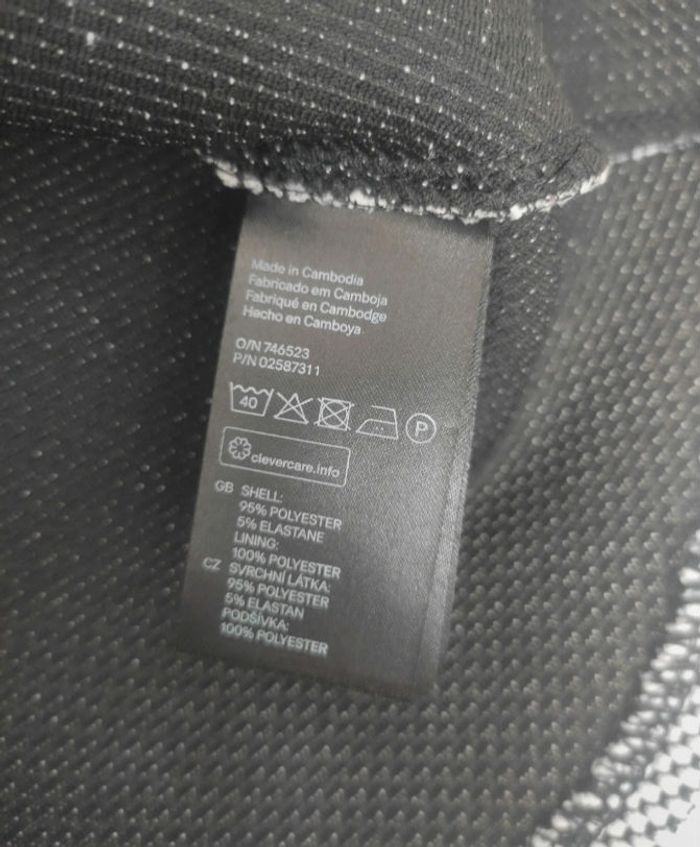 Made in Cambodia
Fabricado em Camboja
Fabriqué en Cambodge
Hecho en Camboya
O/N 746523
P/N 02587311
40 P
clevercare.info
GB SHELL:
95% POLYESTER
5% ELASTANE
LINING:
100% POLYESTER
CZ SVRCHNÍ LÁTKA:
95% POLYESTER
5% ELASTAN
PODŠÍVKA:
100% POLYESTER